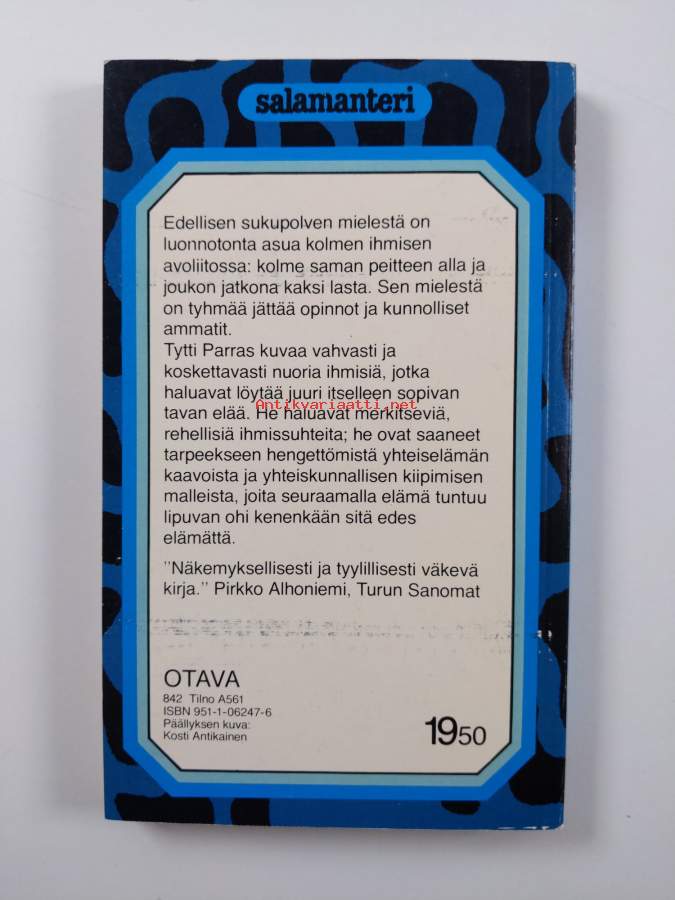 salamanteri
Edellisen sukupolven mielestä on
luonnotonta asua kolmen ihmisen
avoliitossa: kolme saman peitteen alla ja
joukon jatkona kaksi lasta. Sen mielestä
on tyhmää jättää opinnot ja kunnolliset
ammatit.
Tytti Parras kuvaa vahvasti ja
koskettavasti nuoria ihmisiä, jotka
haluavat löytää juuri itselleen sopivan
Antikvariaatti.net
tavan elää. He haluavat merkitseviä,
rehellisiä ihmissuhteita; he ovat saaneet
tarpeekseen hengettömistä yhteiselämän
kaavoista ja yhteiskunnallisen kiipimisen
malleista, joita seuraamalla elämä tuntuu
lipuvan ohi kenenkään sitä edes
elämättä.
''Näkemyksellisesti ja tyylillisesti väkevä
kirja.'' Pirkko Alhoniemi, Turun Sanomat
OTAVA
842 Tilno A561
ISBN 951-1-06247-6
Päällyksen kuva:
Kosti Antikainen
1950